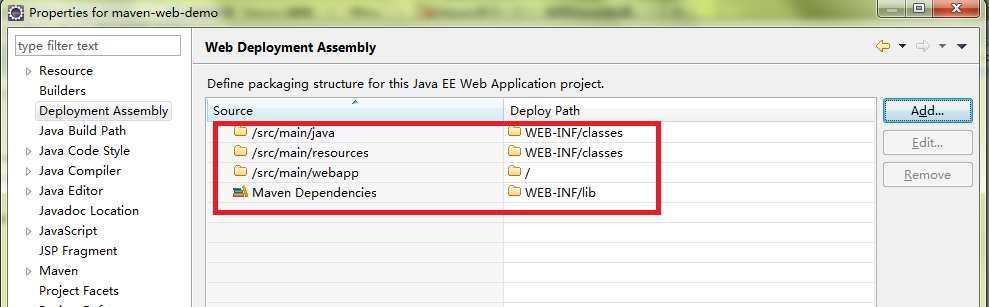 Properties for maven-web-demo
type filter text
Web Deployment Assembly
Resource
Builders
Deployment Assembly
Java Build Path
Java Code Style
Java Compiler
Java Editor
Javadoc Location
JavaScript
JSP Fragment
Maven
Project Facets
Define packaging structure for this Java EE Web Application project.
Source Deploy Path
/src/main/java WEB-INF/classes
/src/main/resources WEB-INF/classes
/src/main/webapp /
Maven Dependencies WEB-INF/lib
Add...
Edit...
Remove